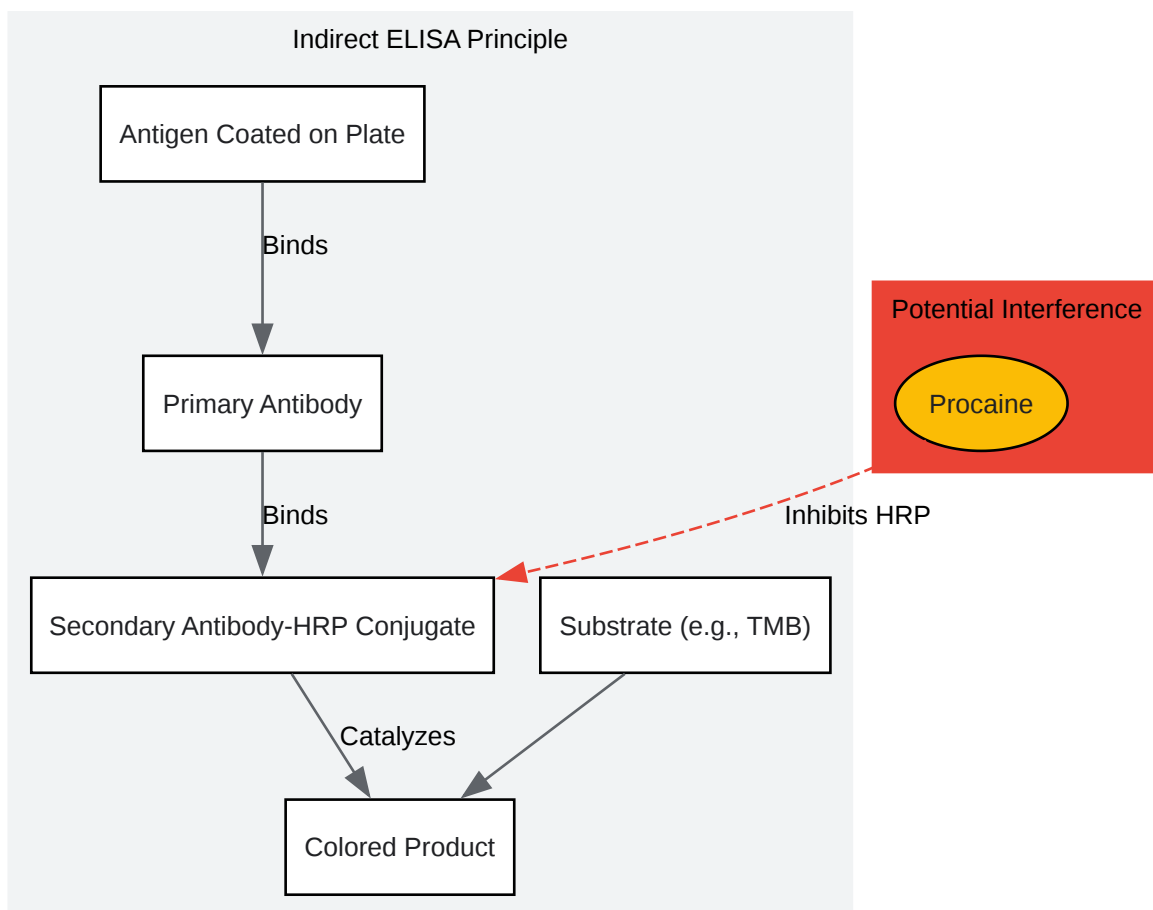 Indirect ELISA Principle
Antigen Coated on Plate
Binds
Potential Interference
Procaine
Primary Antibody
Binds
Inhibits HRP
Secondary Antibody-HRP Conjugate
Substrate (e.g., TMB)
Catalyzes
Colored Product